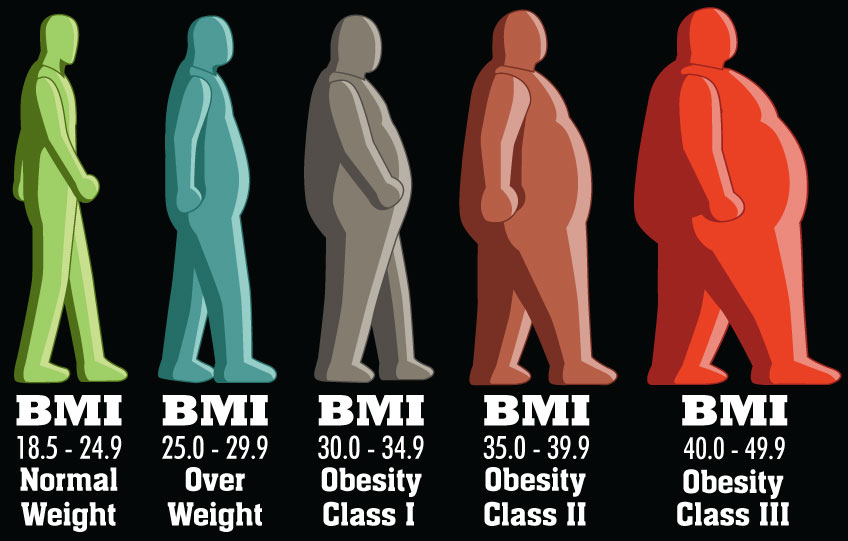 BMI
18.5 - 24.9
Normal
Weight
BMI
25.0 - 29.9
Over
Weight
BMI
30.0 - 34.9
Obesity
Class I
BMI
35.0 - 39.9
Obesity
Class II
BMI
40.0 - 49.9
Obesity
Class III